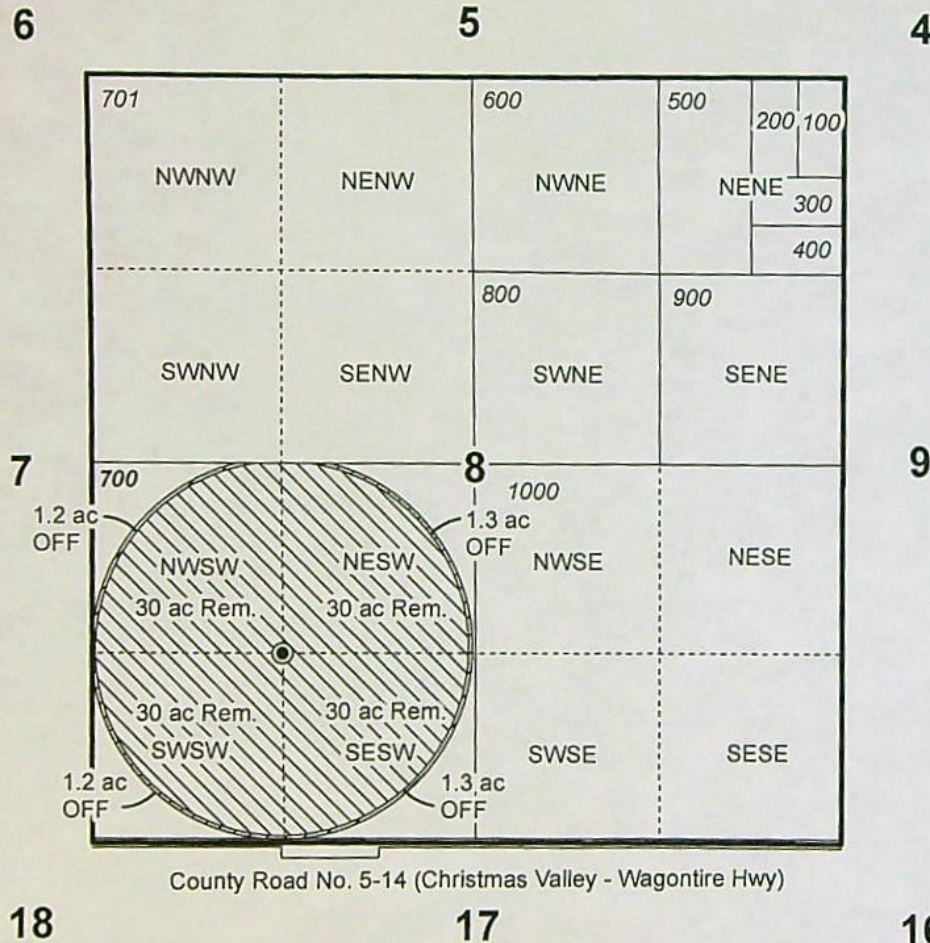 6 5 4
701 600 500 200 100
NWNW NENW NWNE NENE
300
400
800 900
SWNW SENW SWNE SENE
7 700 8 9
1000
1.2 ac OFF
1.3 ac OFF
NWSW NESW NWSE NESE
30 ac Rem. 30 ac Rem.
30 ac Rem. 30 ac Rem.
SWSW SESW SWSE SESE
1.2 ac OFF
1.3 ac OFF
County Road No. 5-14 (Christmas Valley - Wagontire Hwy)
18 17